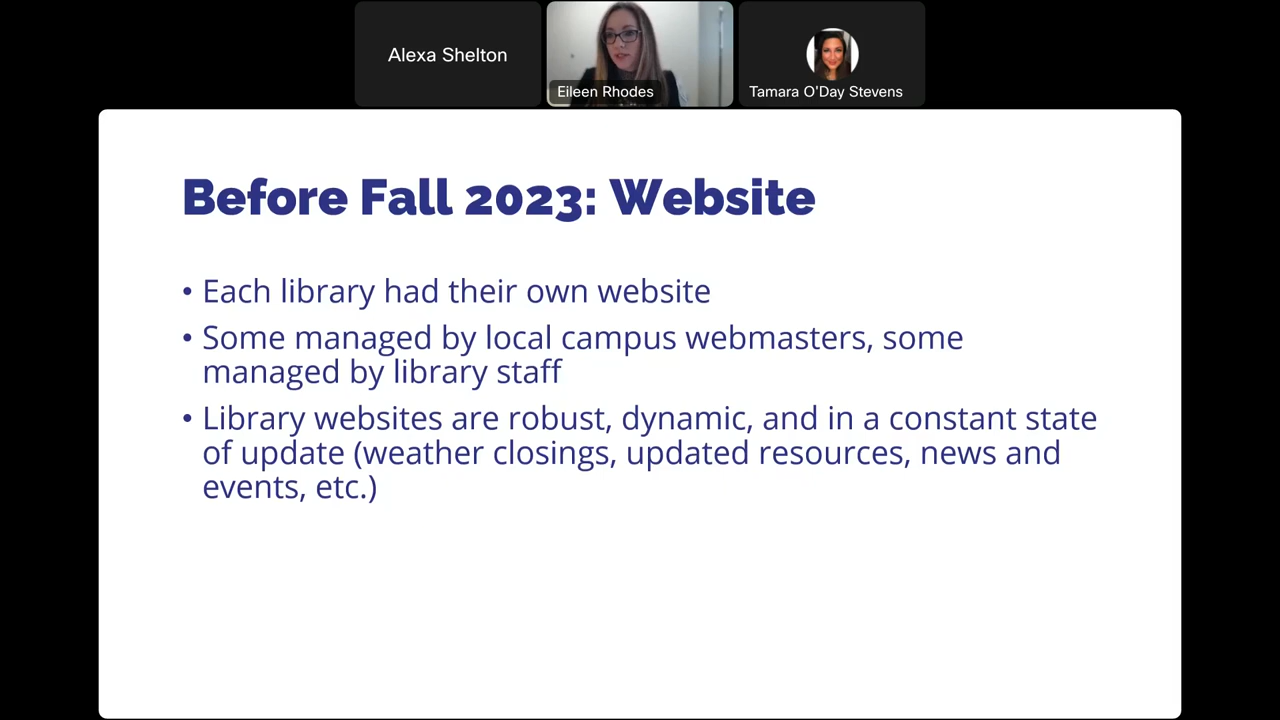 Alexa Shelton
Eileen Rhodes
Tamara O'Day Stevens
Before Fall 2023: Website
• Each library had their own website
• Some managed by local campus webmasters, some
managed by library staff
• Library websites are robust, dynamic, and in a constant state
of update (weather closings, updated resources, news and
events, etc.)